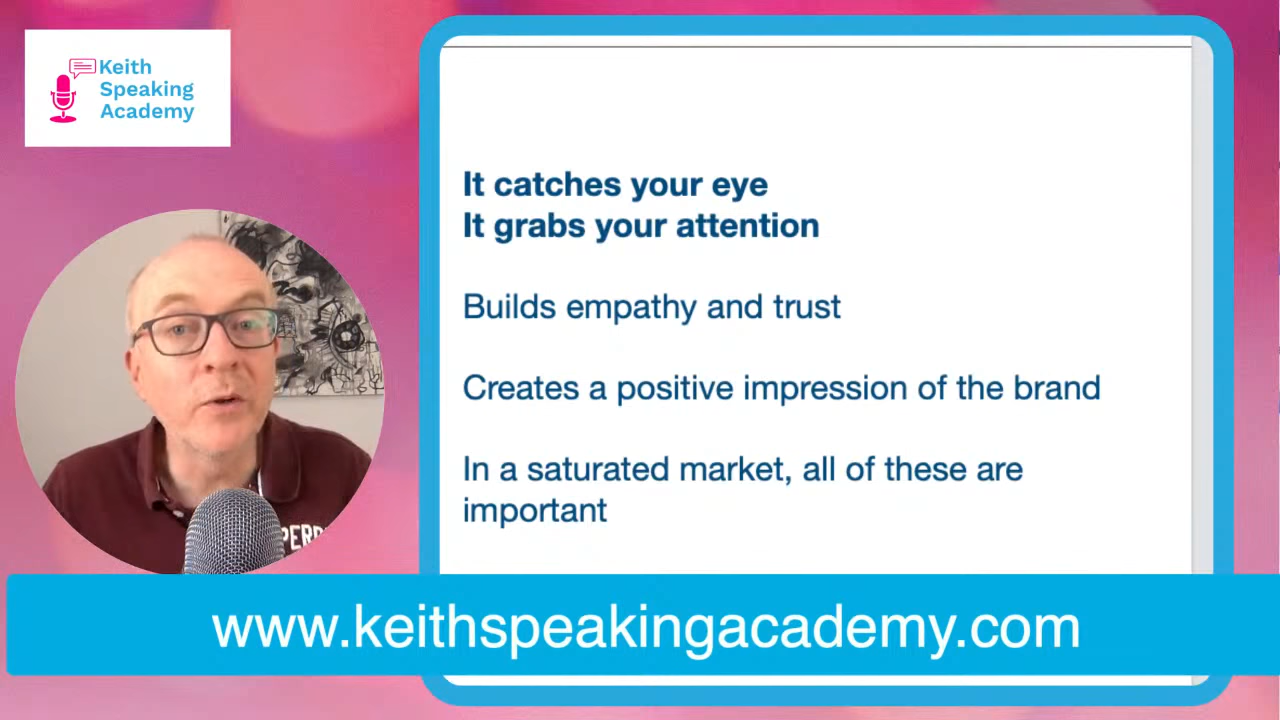 Keith
Speaking
Academy
It catches your eye
It grabs your attention
Builds empathy and trust
Creates a positive impression of the brand
In a saturated market, all of these are
important
www.keithspeakingacademy.com